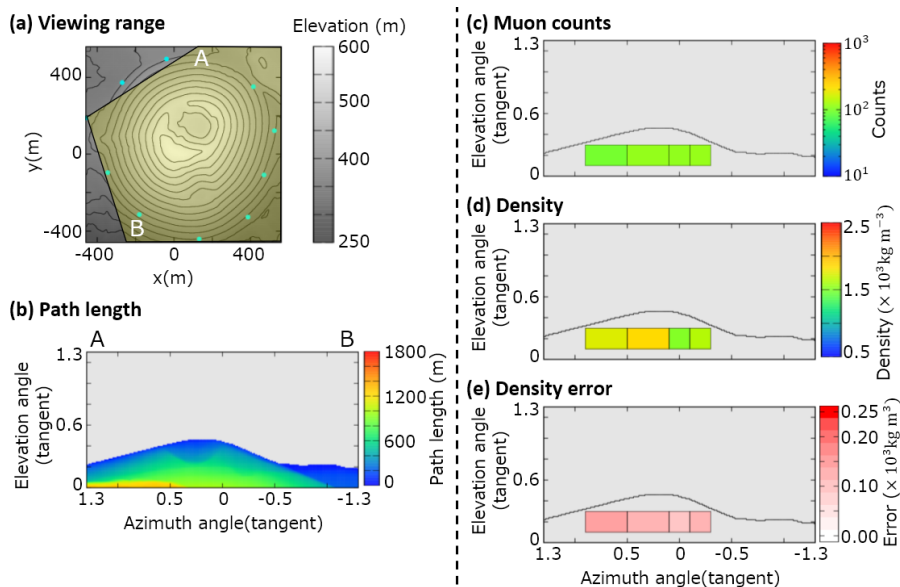 (a) Viewing range
Elevation (m)
A
B
400
0
-400
y(m)
-400 0 400
x(m)
600
500
400
250
(b) Path length
A B
1.3
0.6
0
Elevation angle
(tangent)
1.3 0.5 0 -0.5 -1.3
Azimuth angle(tangent)
1800
1200
600
0
Path length (m)
(c) Muon counts
1.3
0.6
0
Elevation angle
(tangent)
10³
10²
10¹
Counts
(d) Density
1.3
0.6
0
Elevation angle
(tangent)
2.5
1.5
0.5
Density (× 10³kg m⁻³)
(e) Density error
1.3
0.6
0
Elevation angle
(tangent)
1.3 0.5 0 -0.5 -1.3
Azimuth angle(tangent)
0.25
0.20
0.10
0.00
Error (× 10³kg m³)